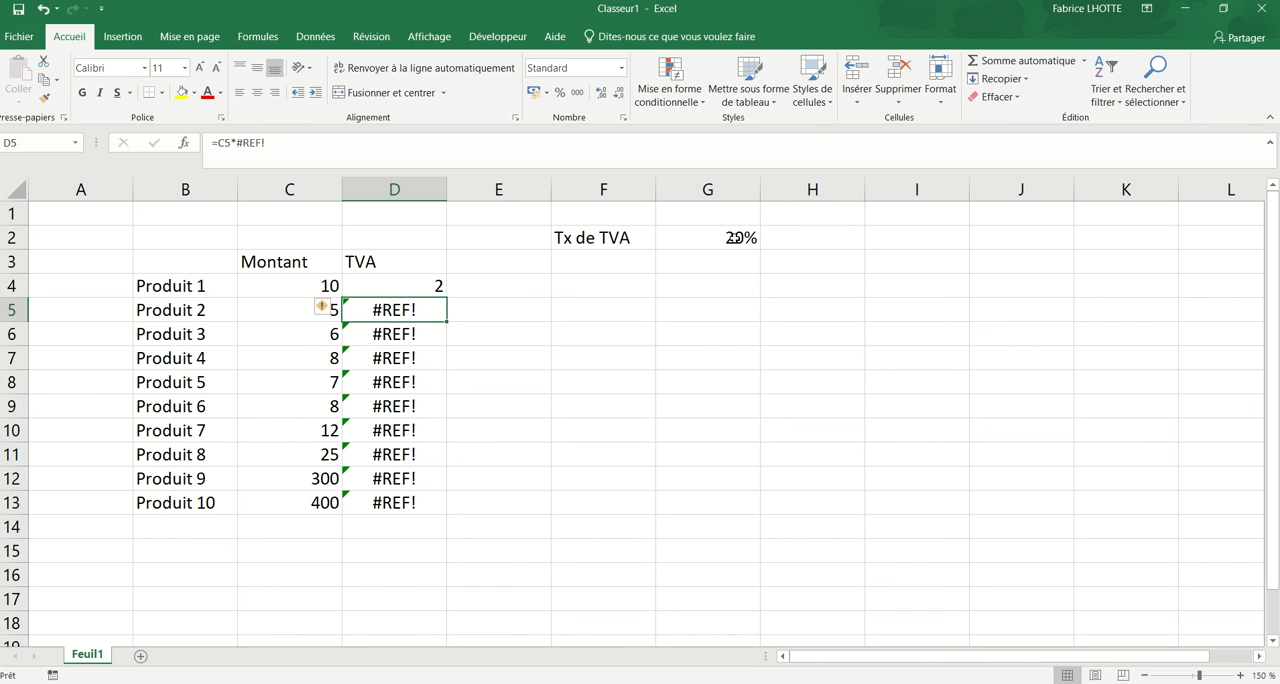 Classeur1 - Excel
Fabrice LHOTTE
Fichier Accueil Insertion Mise en page Formules Données Révision Affichage Développeur Aide Dites-nous ce que vous voulez faire Partager
Coller
Calibri 11
Renvoyer à la ligne automatiquement
Standard
Mise en forme conditionnelle
Mettre sous forme de tableau
Styles de cellules
Insérer Supprimer Format
Somme automatique
Recopier
Effacer
Trier et filtrer
Rechercher et sélectionner
G I S
Fusionner et centrer
% 000
Presse-papiers Police Alignement Nombre Styles Cellules Édition
D5 fx =C5*#REF!
A B C D E F G H I J K L
1
2 Tx de TVA 20%
3 Montant TVA
4 Produit 1 10 2
5 Produit 2 5 #REF!
6 Produit 3 6 #REF!
7 Produit 4 8 #REF!
8 Produit 5 7 #REF!
9 Produit 6 8 #REF!
10 Produit 7 12 #REF!
11 Produit 8 25 #REF!
12 Produit 9 300 #REF!
13 Produit 10 400 #REF!
14
15
16
17
18
19
Feuil1
Prêt
150 %